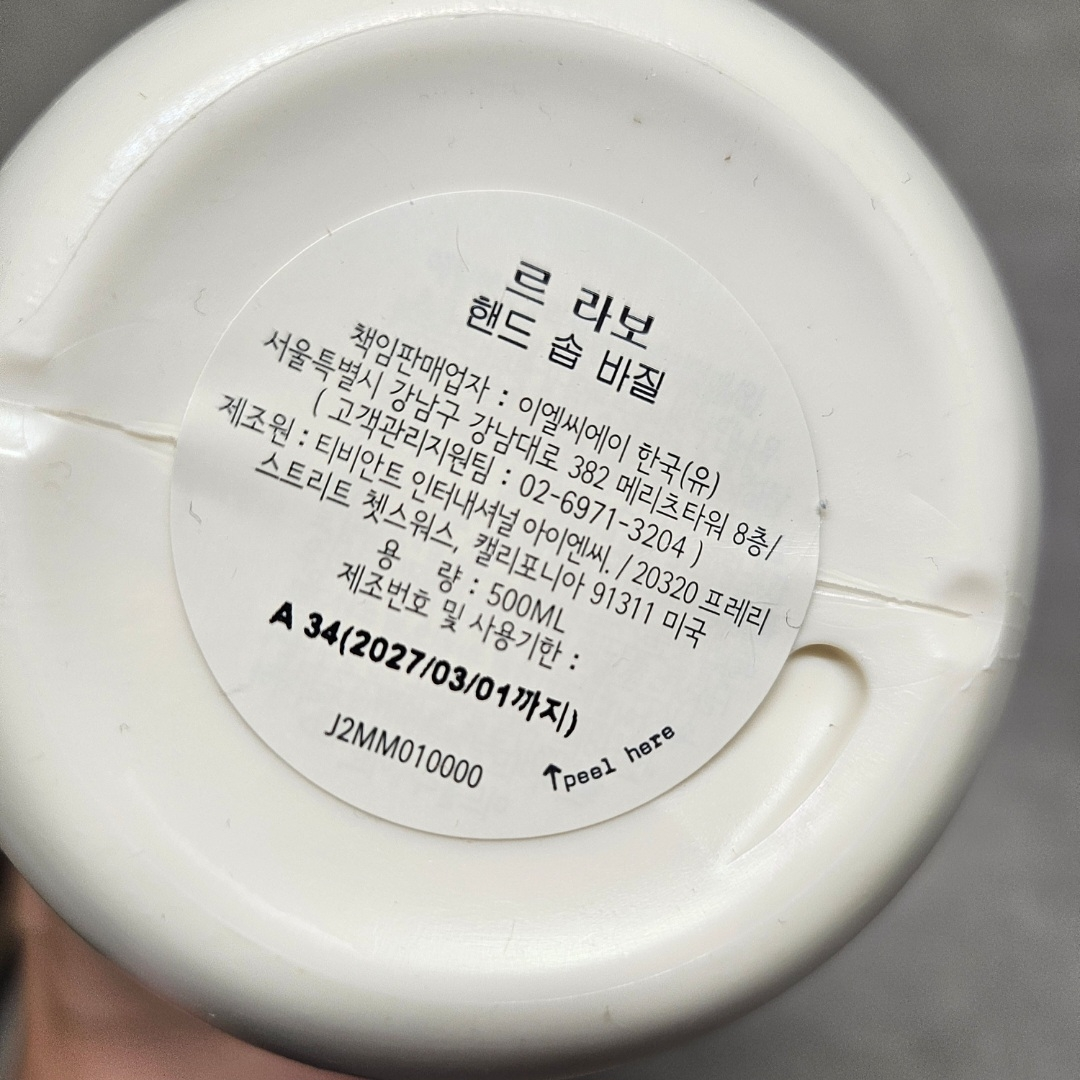 르 라보
핸드 솝 바질
책임판매업자 : 이엘씨에이 한국(유)
서울특별시 강남구 강남대로 382 메리츠타워 8층/
( 고객관리지원팀 : 02-6971-3204 )
제조원 : 티비안트 인터내셔널 아이엔씨. / 20320 프레리
스트리트 쳇스워스, 캘리포니아 91311 미국
용 량 : 500ML
제조번호 및 사용기한 :
A 34(2027/03/01까지)
J2MM010000
↑peel here